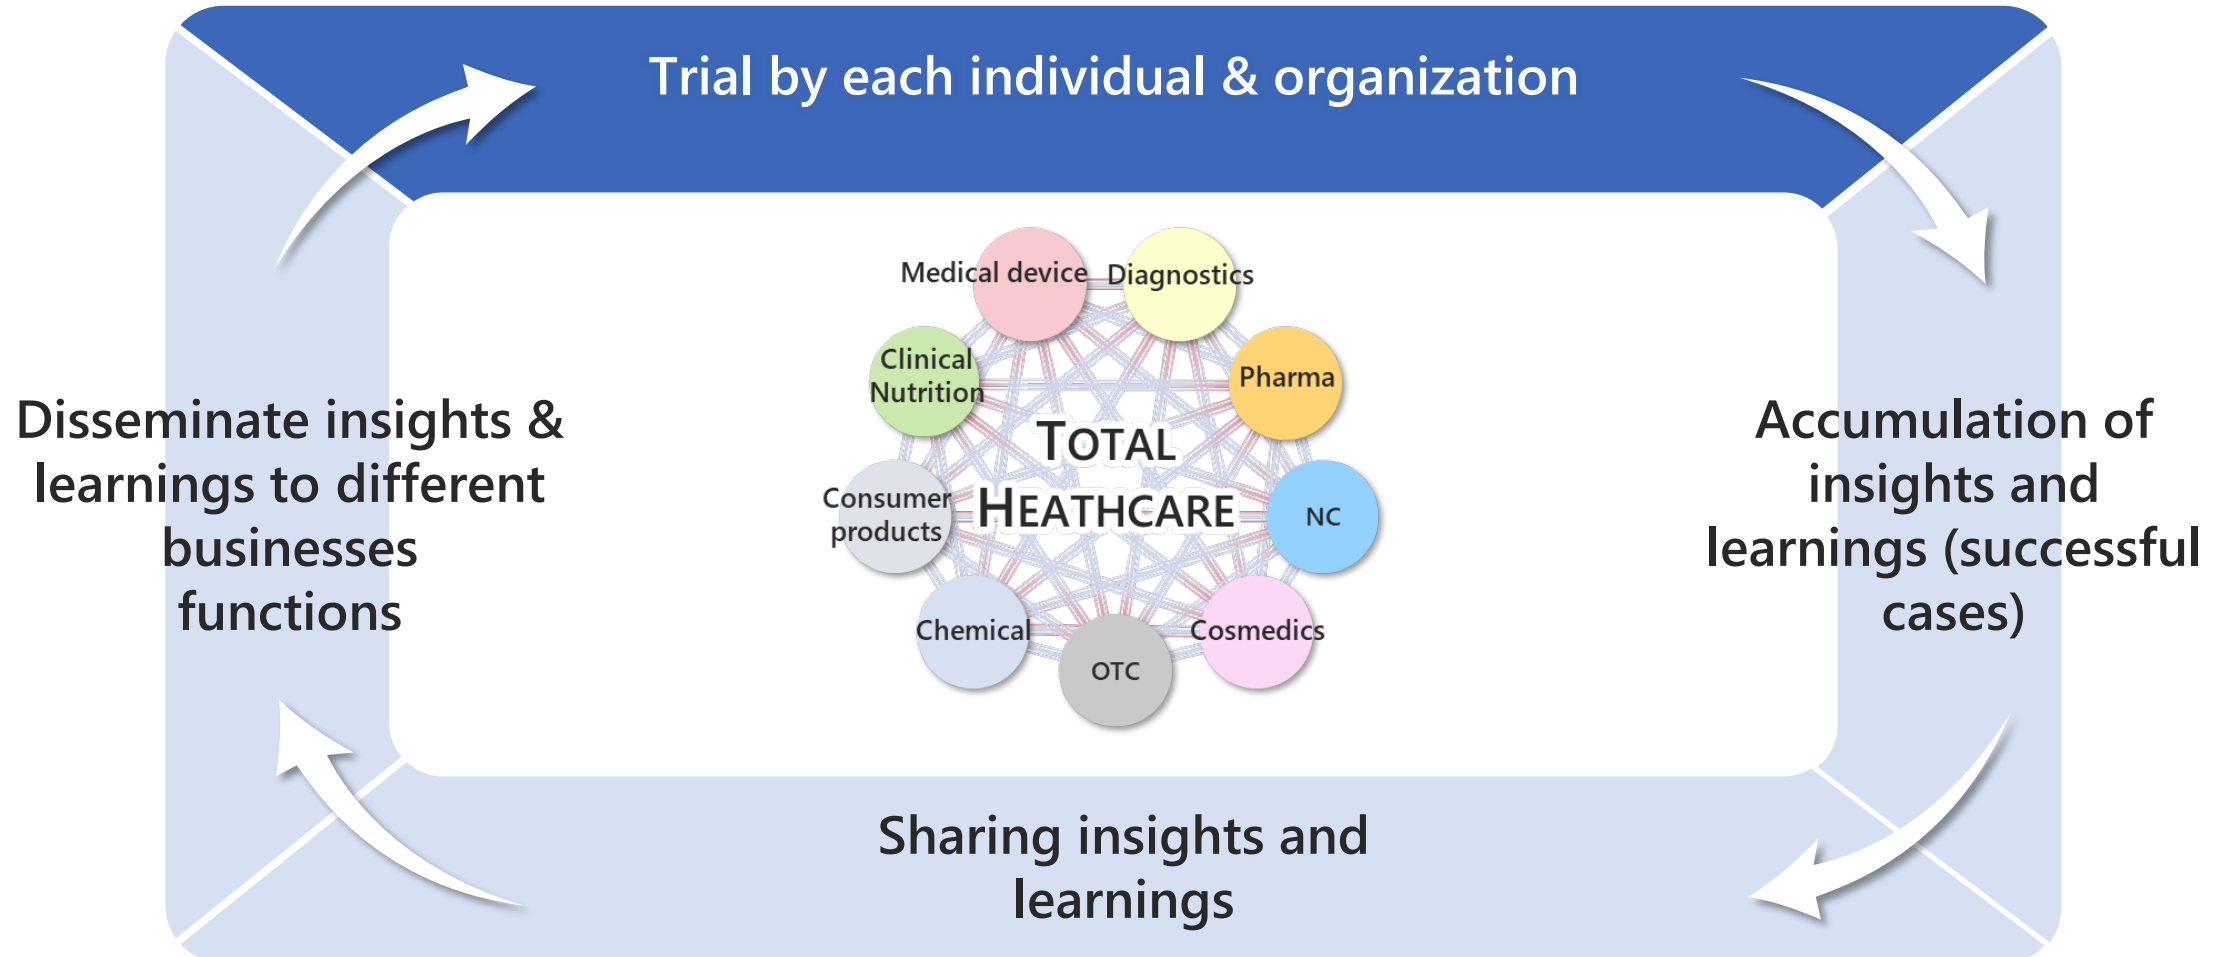 Trial by each individual & organization
Medical device
Diagnostics
Clinical
Nutrition
Pharma
TOTAL
HEATHCARE
Consumer
products
NC
Chemical
Cosmedics
OTC
Disseminate insights &
learnings to different
businesses
functions
Accumulation of
insights and
learnings (successful
cases)
Sharing insights and
learnings